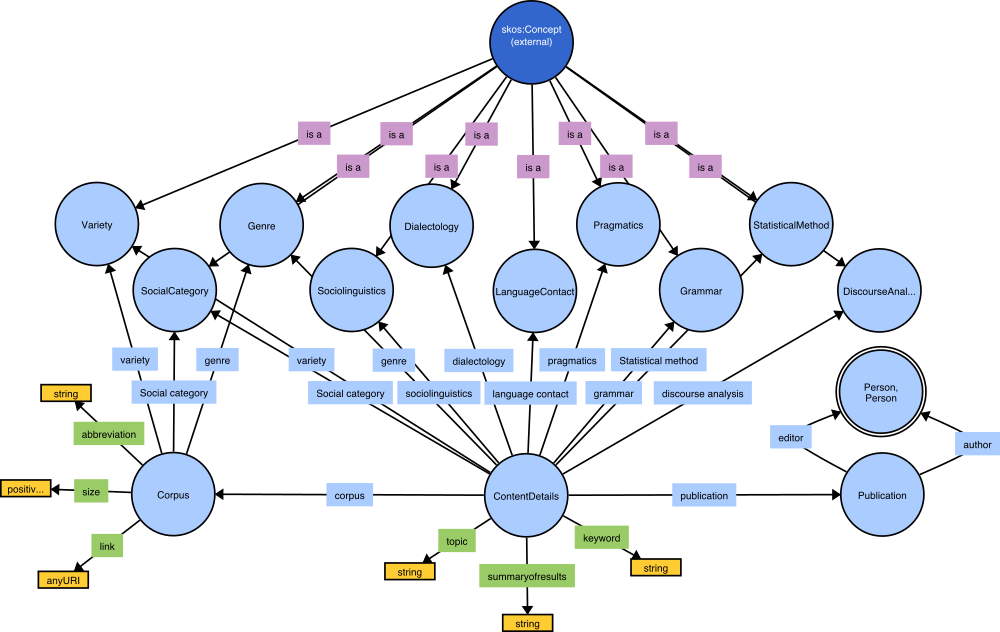 skos:Concept
(external)
is a
is a
is a
is a
is a
is a
is a
is a
is a
Variety
Genre
Dialectology
Pragmatics
StatisticalMethod
SocialCategory
Sociolinguistics
LanguageContact
Grammar
DiscourseAnal...
variety
genre
variety
genre
dialectology
pragmatics
Statistical method
Social category
Social category
sociolinguistics
language contact
grammar
discourse analysis
Person,
Person
string
abbreviation
editor
author
positiv...
size
Corpus
corpus
ContentDetails
publication
Publication
link
topic
keyword
anyURI
string
summaryofresults
string
string